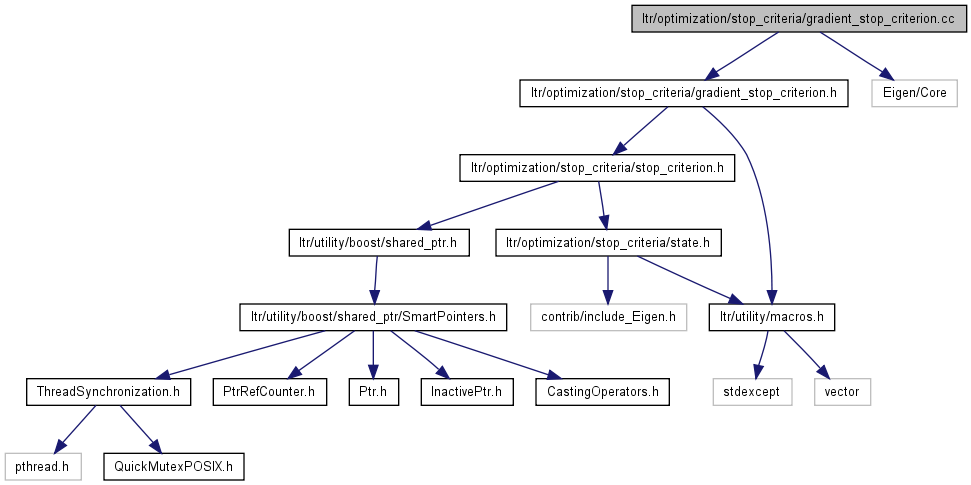 ltr/optimization/stop_criteria/gradient_stop_criterion.cc
ltr/optimization/stop_criteria/gradient_stop_criterion.h
Eigen/Core
ltr/optimization/stop_criteria/stop_criterion.h
ltr/utility/boost/shared_ptr.h
ltr/optimization/stop_criteria/state.h
ltr/utility/boost/shared_ptr/SmartPointers.h
contrib/include_Eigen.h
ltr/utility/macros.h
ThreadSynchronization.h
PtrRefCounter.h
Ptr.h
InactivePtr.h
CastingOperators.h
stdexcept
vector
pthread.h
QuickMutexPOSIX.h